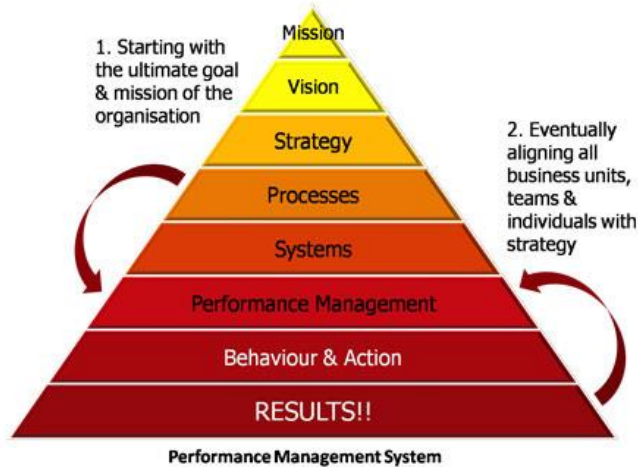 Mission
1. Starting with
the ultimate goal
& mission of the
organisation
Vision
Strategy
2. Eventually
aligning all
business units,
teams &
individuals with
strategy
Processes
Systems
Performance Management
Behaviour & Action
RESULTS!!
Performance Management System